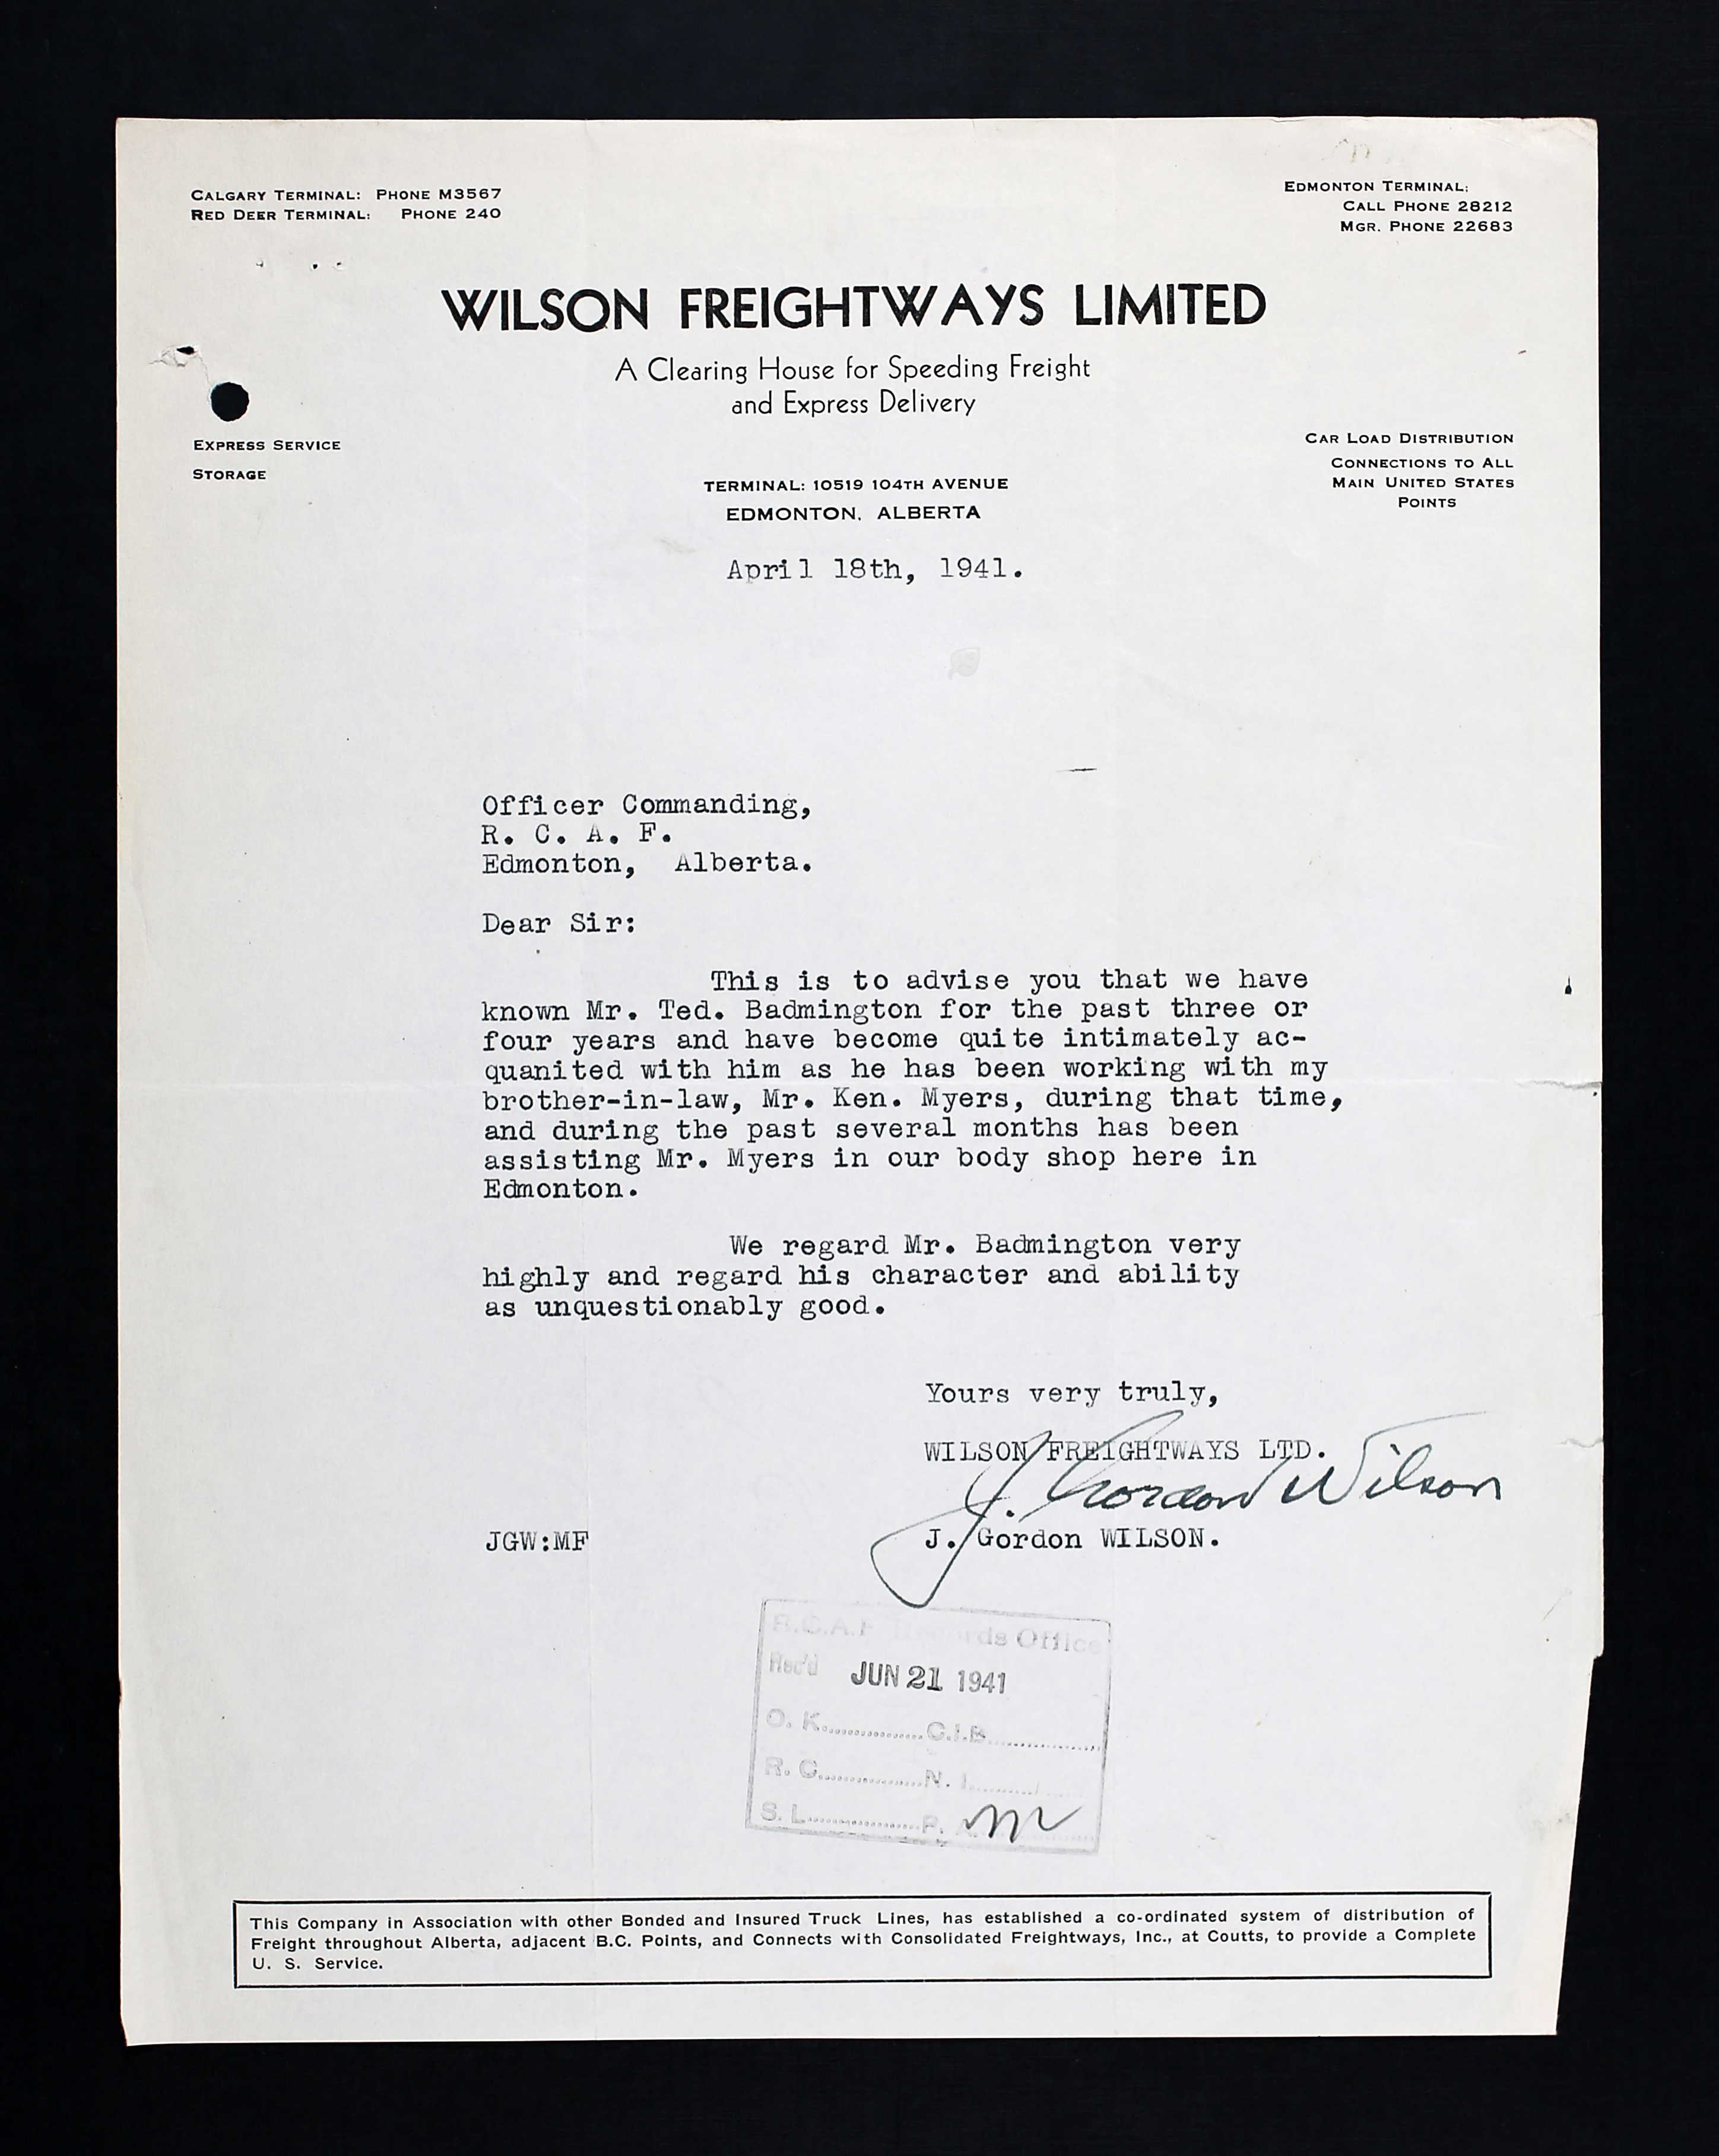 CALGARY TERMINAL: PHONE M3567
RED DEER TERMINAL: PHONE 240
EDMONTON TERMINAL:
CALL PHONE 28212
MGR. PHONE 22683
WILSON FREIGHTWAYS LIMITED
A Clearing House for Speeding Freight
and Express Delivery
EXPRESS SERVICE
STORAGE
CAR LOAD DISTRIBUTION
CONNECTIONS TO ALL
MAIN UNITED STATES
POINTS
TERMINAL: 10519 104TH AVENUE
EDMONTON, ALBERTA
April 18th, 1941.
Officer Commanding,
R. C. A. F.
Edmonton, Alberta.
Dear Sir:
This is to advise you that we have
known Mr. Ted. Badmington for the past three or
four years and have become quite intimately ac-
quanited with him as he has been working with my
brother-in-law, Mr. Ken. Myers, during that time,
and during the past several months has been
assisting Mr. Myers in our body shop here in
Edmonton.
We regard Mr. Badmington very
highly and regard his character and ability
as unquestionably good.
Yours very truly,
WILSON FREIGHTWAYS LTD.
J. Gordon Wilson
JGW:MF
J. Gordon WILSON.
R.C.A.F Records Office
Rec'd JUN 21 1941
O. K. C.I.B.
R. C. N. I.
S. L. P.
This Company in Association with other Bonded and Insured Truck Lines, has established a co-ordinated system of distribution of
Freight throughout Alberta, adjacent B.C. Points, and Connects with Consolidated Freightways, Inc., at Coutts, to provide a Complete
U. S. Service.